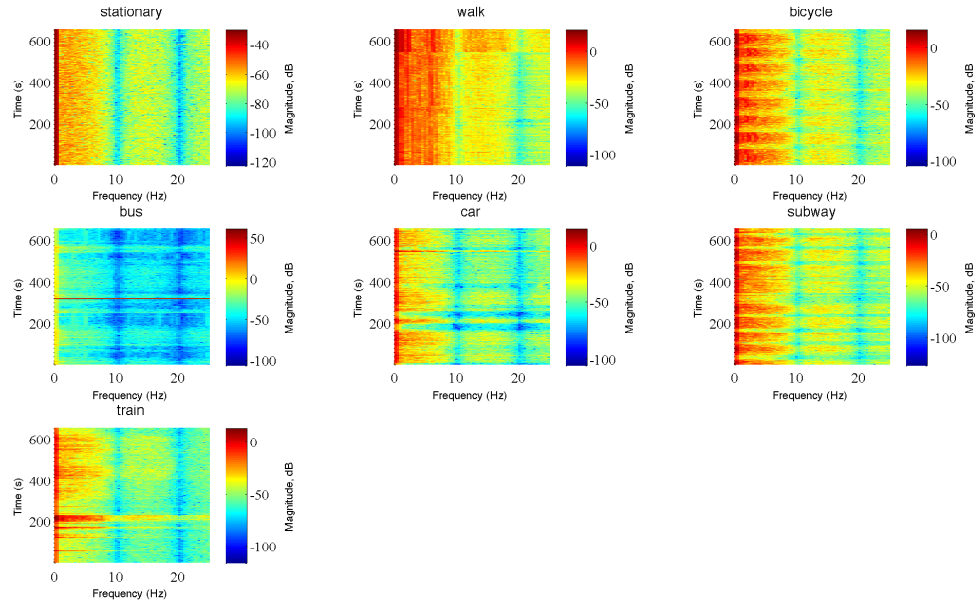 stationary
600
400
200
Time (s)
0 10 20
Frequency (Hz)
-40
-60
-80
-100
-120
Magnitude, dB
walk
600
400
200
Time (s)
0 10 20
Frequency (Hz)
0
-50
-100
Magnitude, dB
bicycle
600
400
200
Time (s)
0 10 20
Frequency (Hz)
0
-50
-100
Magnitude, dB
bus
600
400
200
Time (s)
0 10 20
Frequency (Hz)
50
0
-50
-100
Magnitude, dB
car
600
400
200
Time (s)
0 10 20
Frequency (Hz)
0
-50
-100
Magnitude, dB
subway
600
400
200
Time (s)
0 10 20
Frequency (Hz)
0
-50
-100
Magnitude, dB
train
600
400
200
Time (s)
0 10 20
Frequency (Hz)
0
-50
-100
Magnitude, dB